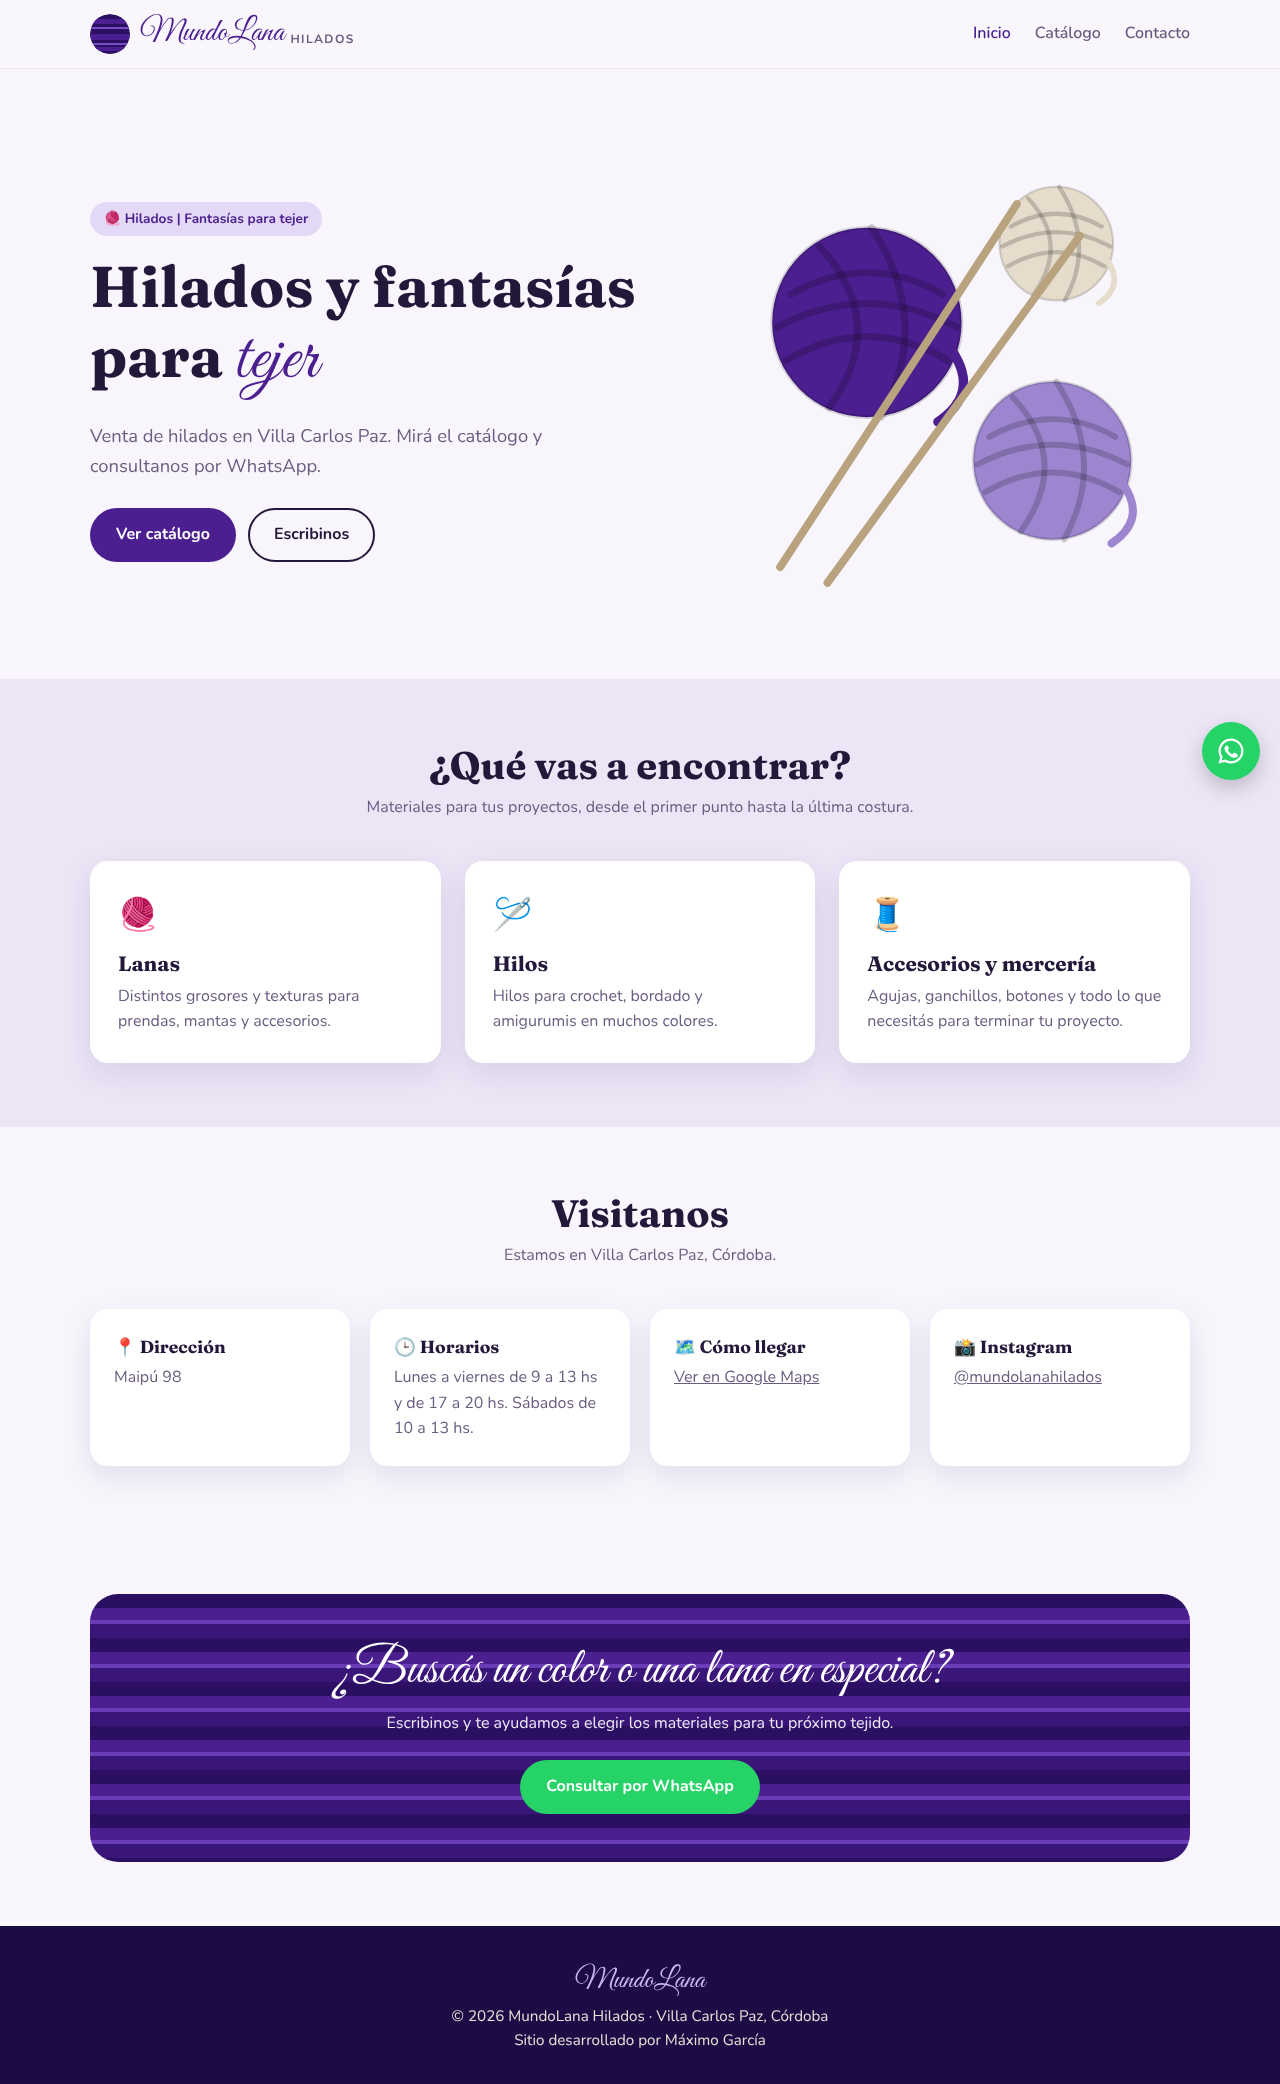 MundoLana HILADOS
Inicio Catálogo Contacto
🧶 Hilados | Fantasías para tejer
Hilados y fantasías
para tejer
Venta de hilados en Villa Carlos Paz. Mirá el catálogo y
consultanos por WhatsApp.
Ver catálogo Escribinos
¿Qué vas a encontrar?
Materiales para tus proyectos, desde el primer punto hasta la última costura.
Lanas
Distintos grosores y texturas para
prendas, mantas y accesorios.
Hilos
Hilos para crochet, bordado y
amigurumis en muchos colores.
Accesorios y mercería
Agujas, ganchillos, botones y todo lo que
necesitás para terminar tu proyecto.
Visitanos
Estamos en Villa Carlos Paz, Córdoba.
📍 Dirección
Maipú 98
🕒 Horarios
Lunes a viernes de 9 a 13 hs
y de 17 a 20 hs. Sábados de
10 a 13 hs.
🗺️ Cómo llegar
Ver en Google Maps
📸 Instagram
@mundolanahilados
¿Buscás un color o una lana en especial?
Escribinos y te ayudamos a elegir los materiales para tu próximo tejido.
Consultar por WhatsApp
MundoLana
© 2026 MundoLana Hilados · Villa Carlos Paz, Córdoba
Sitio desarrollado por Máximo García